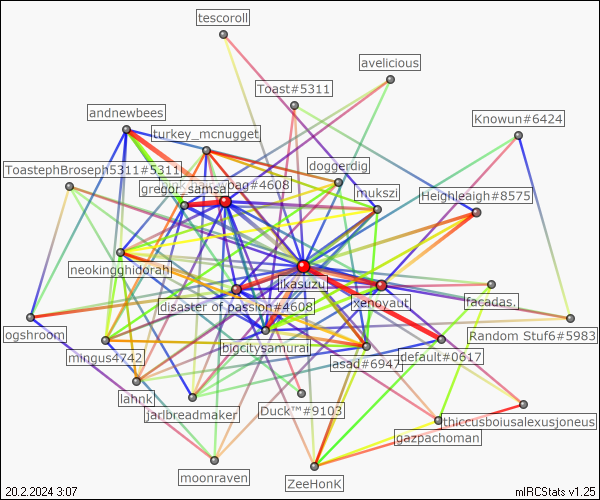 tescoroll
avelicious
Toast#5311
andnewbees
Knowun#6424
turkey_mcnugget
doggerdig
ToastephBroseph5311#5311
bag#4608
gregor_samsa
mukszi
Heighleaigh#8575
neokingghidorah
jikasuzu
xenoyaut
facadas.
disaster of passion#4608
ogshroom
Random Stuf6#5983
bigcitysamurai
mingus4742
default#0617
asad#6947
lahnk
jarlbreadmaker
Duck™#9103
thiccusboiusalexusjoneus
gazpachoman
moonraven
ZeeHonK
20.2.2024 3:07
mIRCStats v1.25